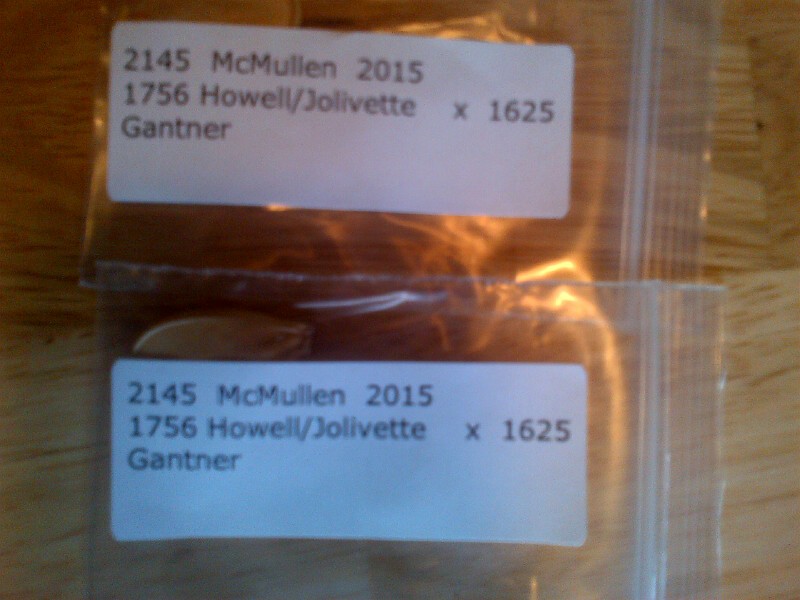 2145 McMullen 2015
1756 Howell/Jolivette x 1625
Gantner
2145 McMullen 2015
1756 Howell/Jolivette x 1625
Gantner